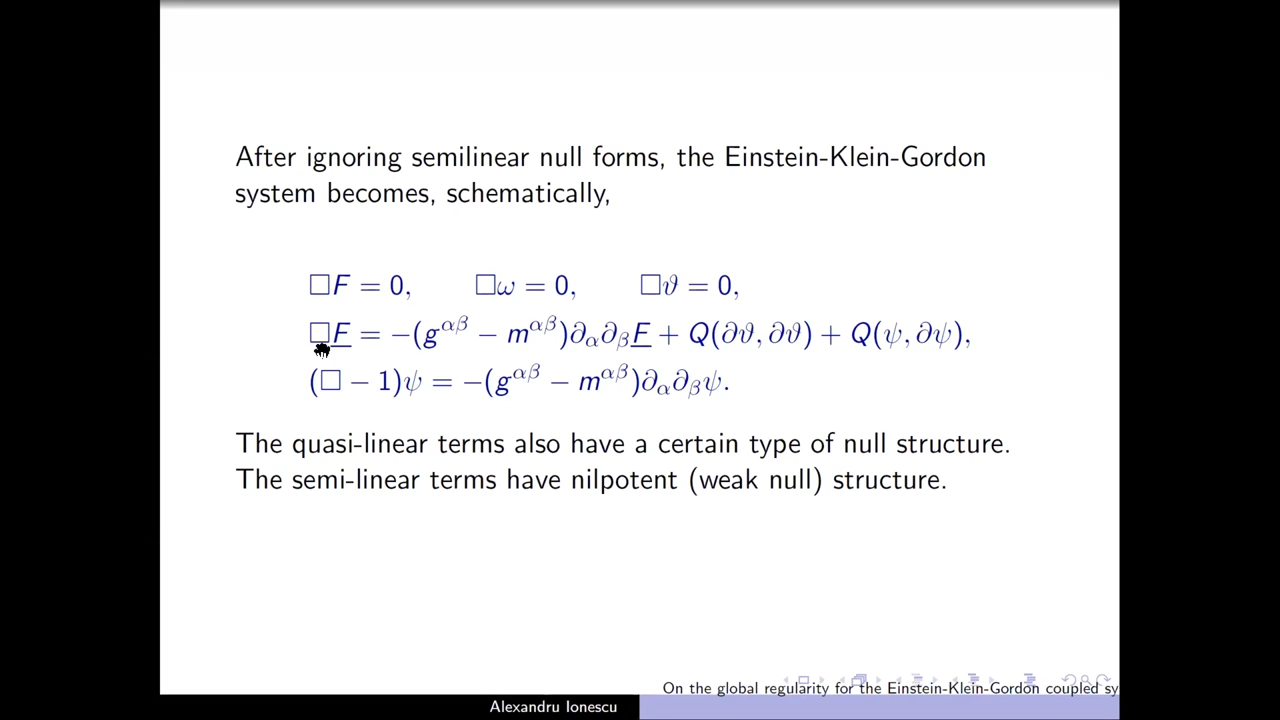 After ignoring semilinear null forms, the Einstein-Klein-Gordon
system becomes, schematically,
□F = 0, □ω = 0, □ϑ = 0,
□F̲ = −(g^{αβ} − m^{αβ})∂_α∂_βF̲ + Q(∂ϑ, ∂ϑ) + Q(ψ, ∂ψ),
(□ − 1)ψ = −(g^{αβ} − m^{αβ})∂_α∂_βψ.
The quasi-linear terms also have a certain type of null structure.
The semi-linear terms have nilpotent (weak null) structure.
On the global regularity for the Einstein-Klein-Gordon coupled sy
Alexandru Ionescu